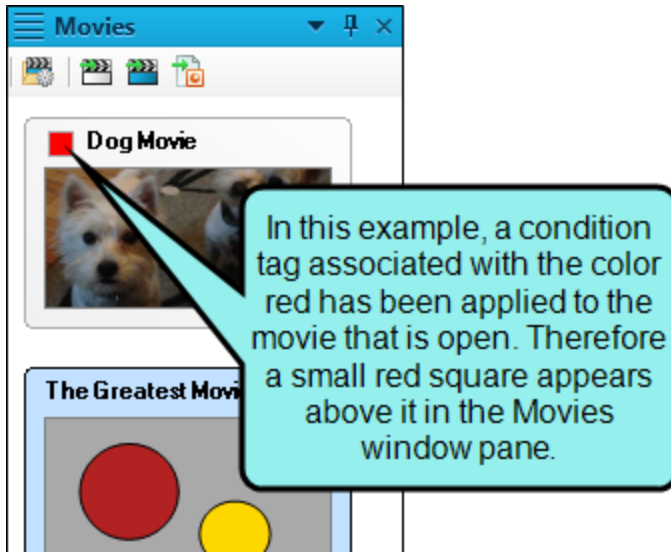 Movies
Dog Movie
In this example, a condition
tag associated with the color
red has been applied to the
movie that is open. Therefore
a small red square appears
above it in the Movies
window pane.
The Greatest Movi